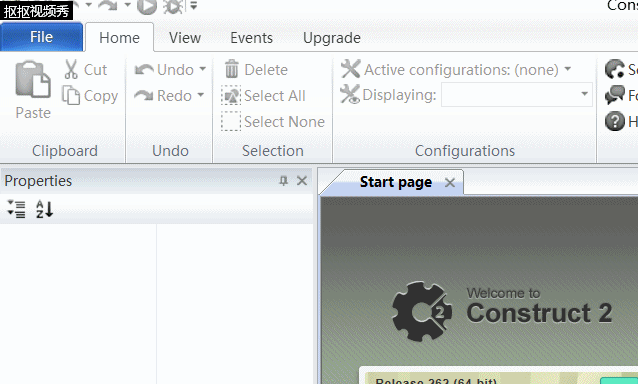 抠抠视频秀
Cons
File Home View Events Upgrade
Cut Undo Delete Active configurations: (none)
Paste Copy Redo Select All Displaying:
Select None
Clipboard Undo Selection Configurations
Properties Start page
Welcome to
Construct 2
Release 262 (64-bit)